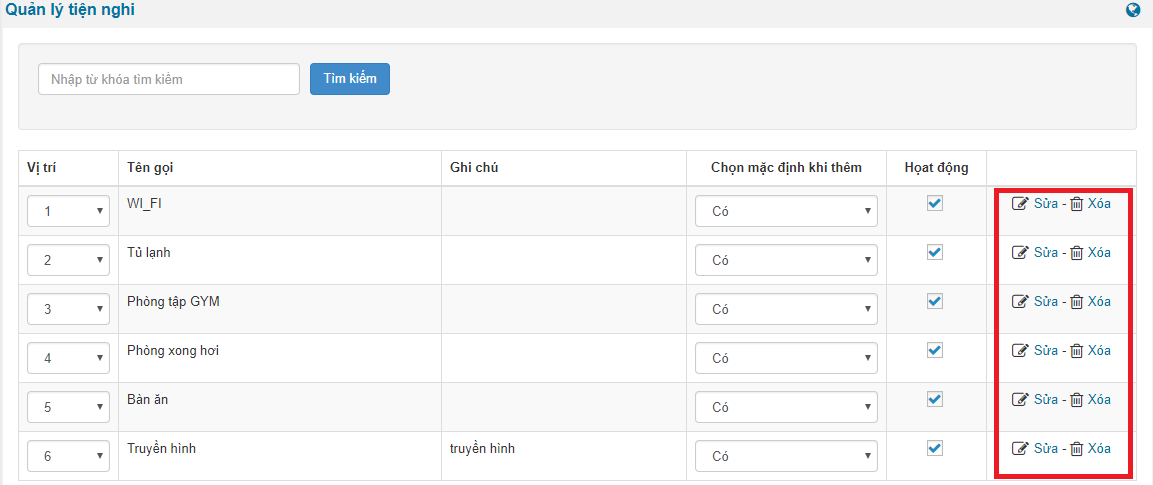 Quản lý tiện nghi
Nhập từ khóa tìm kiếm Tìm kiếm
Vị trí Tên gọi Ghi chú Chọn mặc định khi thêm Họat động
1 WI_FI Có Sửa - Xóa
2 Tủ lạnh Có Sửa - Xóa
3 Phòng tập GYM Có Sửa - Xóa
4 Phòng xong hơi Có Sửa - Xóa
5 Bàn ăn Có Sửa - Xóa
6 Truyền hình truyền hình Có Sửa - Xóa